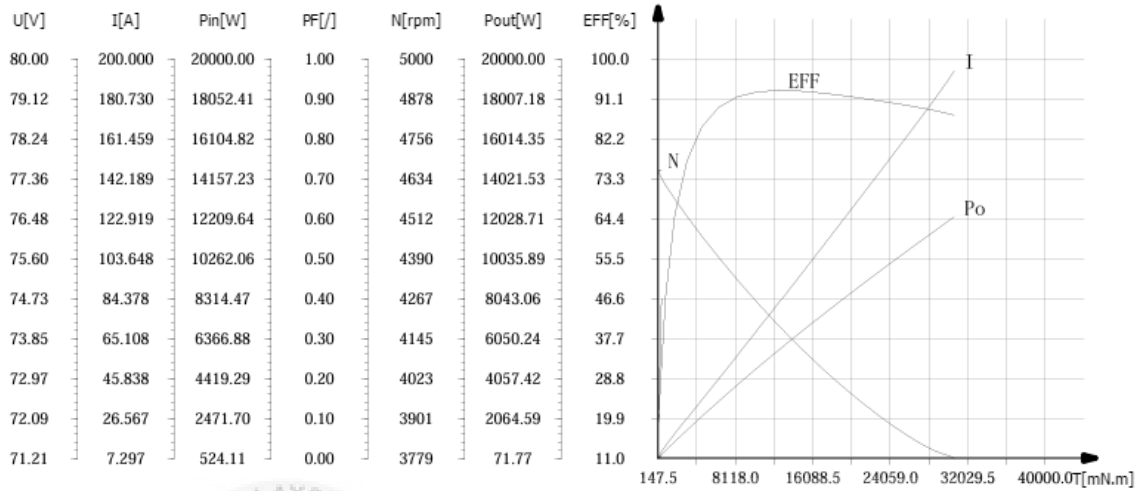 U[V] I[A] Pin[W] PF[/] N[rpm] Pout[W] EFF[%]
80.00 200.000 20000.00 1.00 5000 20000.00 100.0
I
79.12 180.730 18052.41 0.90 4878 18007.18 91.1
EFF
78.24 161.459 16104.82 0.80 4756 16014.35 82.2
N
77.36 142.189 14157.23 0.70 4634 14021.53 73.3
Po
76.48 122.919 12209.64 0.60 4512 12028.71 64.4
75.60 103.648 10262.06 0.50 4390 10035.89 55.5
74.73 84.378 8314.47 0.40 4267 8043.06 46.6
73.85 65.108 6366.88 0.30 4145 6050.24 37.7
72.97 45.838 4419.29 0.20 4023 4057.42 28.8
72.09 26.567 2471.70 0.10 3901 2064.59 19.9
71.21 7.297 524.11 0.00 3779 71.77 11.0
147.5 8118.0 16088.5 24059.0 32029.5 40000.0 T[mN.m]